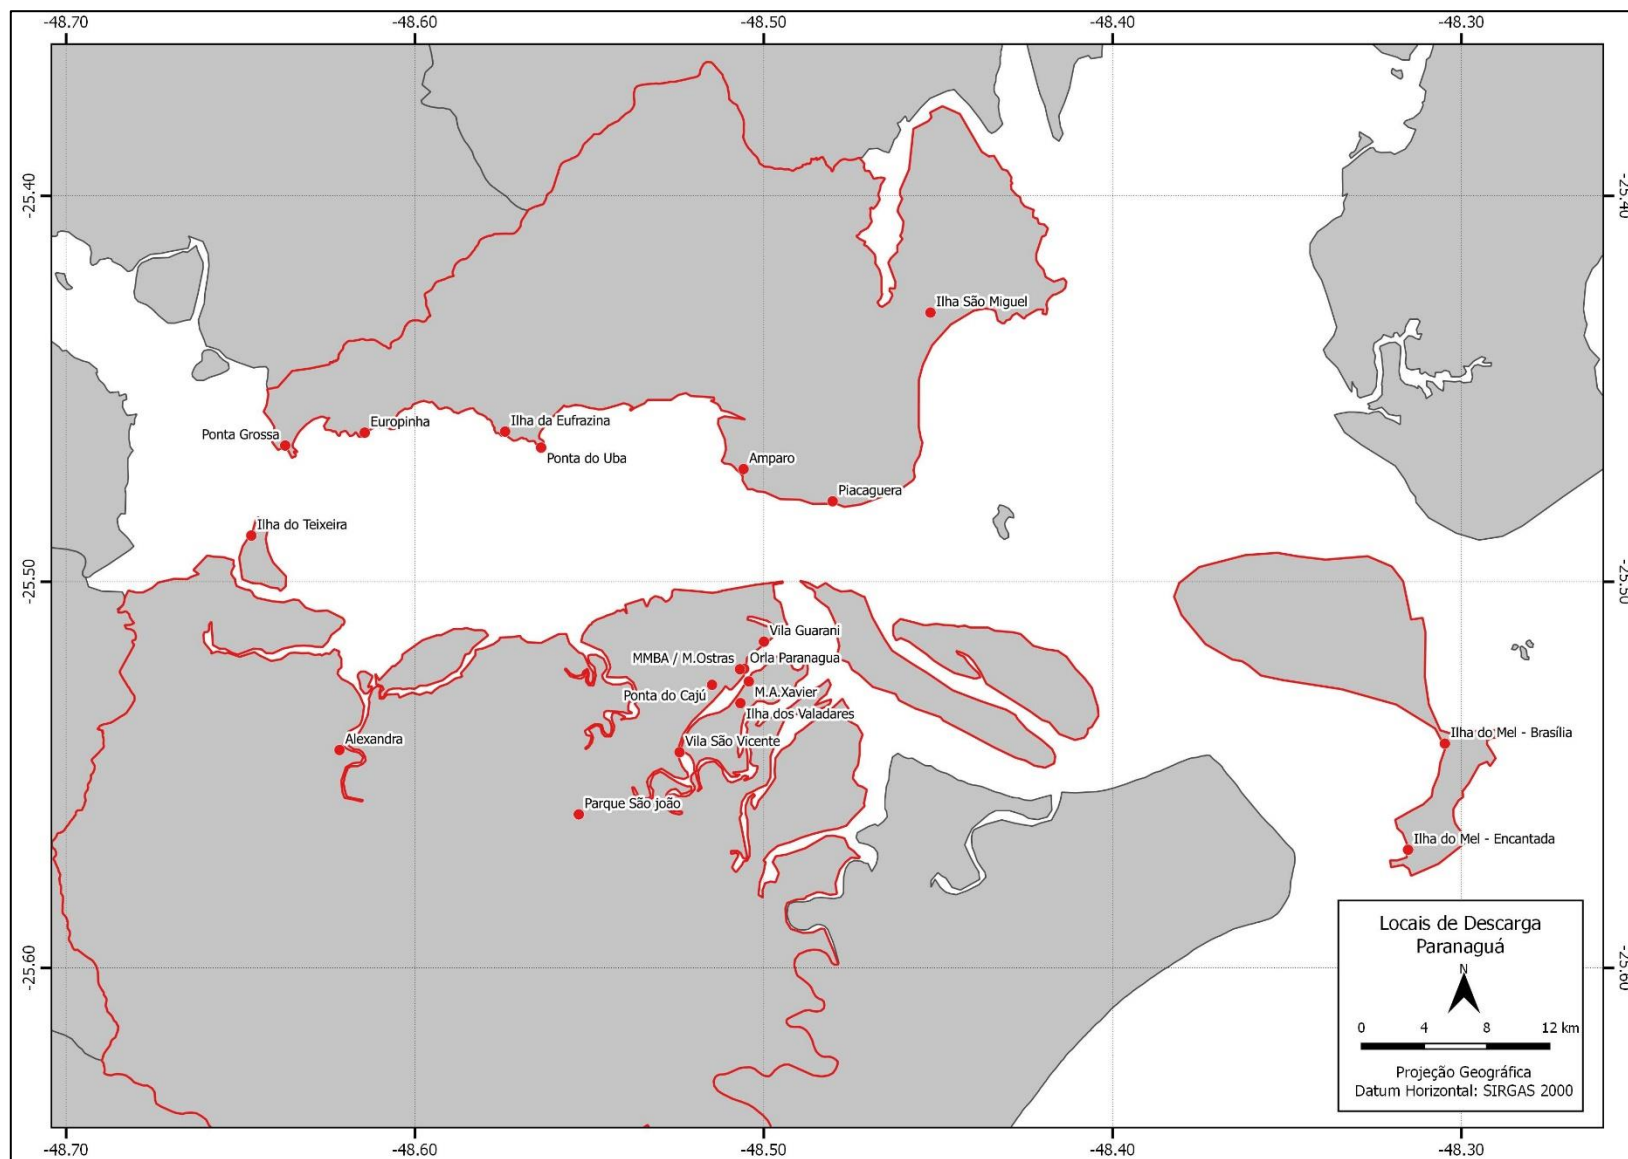 -48.70
-48.60
-48.50
-48.40
-48.30
-25.40
-25.40
Ilha São Miguel
Ponta Grossa
Europinha
Ilha da Eufrazina
Ponta do Uba
Amparo
Piacaguera
Ilha do Teixeira
-25.50
-25.50
Vila Guarani
MMBA / M.Ostras
Orla Paranagua
Ponta do Cajú
M.A.Xavier
Ilha dos Valadares
Alexandra
Vila São Vicente
Ilha do Mel - Brasília
Parque São joão
Ilha do Mel - Encantada
-25.60
-25.60
Locais de Descarga
Paranaguá
N
0 4 8 12 km
Projeção Geográfica
Datum Horizontal: SIRGAS 2000
-48.70
-48.60
-48.50
-48.40
-48.30